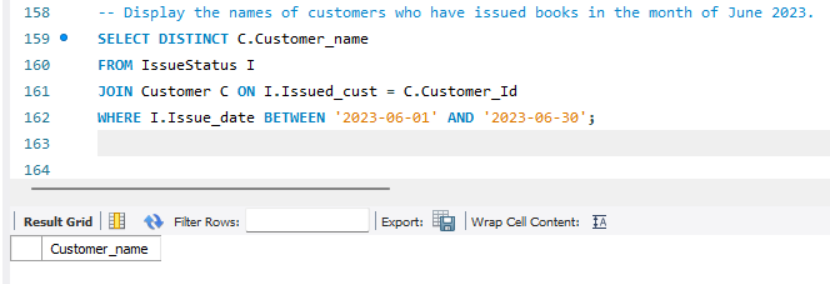 158 -- Display the names of customers who have issued books in the month of June 2023.
159 SELECT DISTINCT C.Customer_name
160 FROM IssueStatus I
161 JOIN Customer C ON I.Issued_cust = C.Customer_Id
162 WHERE I.Issue_date BETWEEN '2023-06-01' AND '2023-06-30';
163
164
Result Grid Filter Rows: Export: Wrap Cell Content: IA
Customer_name